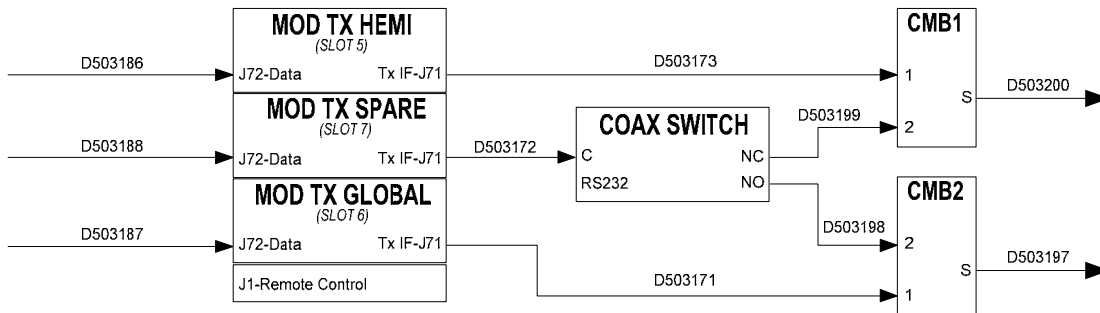 MOD TX HEMI
(SLOT 5)
D503186
J72-Data
Tx IF-J71
D503173
MOD TX SPARE
(SLOT 7)
D503188
J72-Data
Tx IF-J71
D503172
MOD TX GLOBAL
(SLOT 6)
D503187
J72-Data
Tx IF-J71
D503171
J1-Remote Control
COAX SWITCH
C
RS232
NC
NO
D503199
D503198
CMB1
1
2
S
D503200
CMB2
2
1
S
D503197